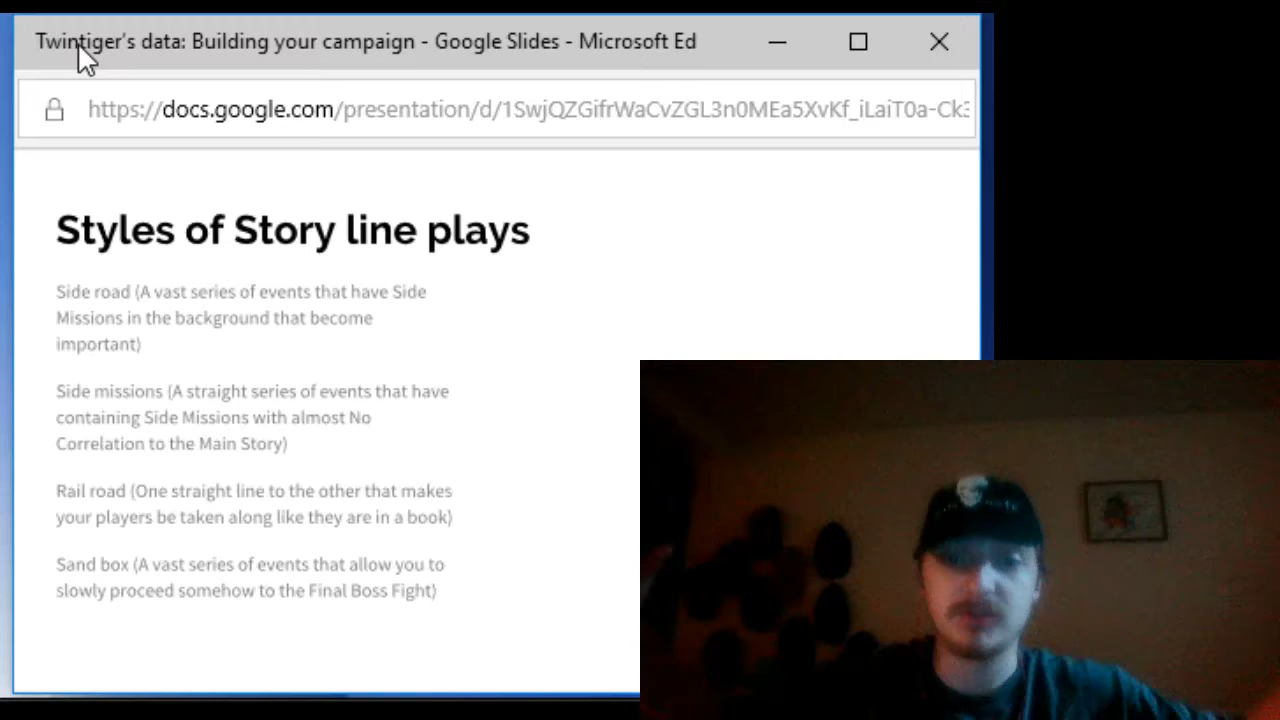 Twintiger's data: Building your campaign - Google Slides - Microsoft Ed
https://docs.google.com/presentation/d/1SwjQZGifrWaCvZGL3n0MEa5XvKf_iLaiT0a-Ck3
Styles of Story line plays
Side road (A vast series of events that have Side
Missions in the background that become
important)
Side missions (A straight series of events that have
containing Side Missions with almost No
Correlation to the Main Story)
Rail road (One straight line to the other that makes
your players be taken along like they are in a book)
Sand box (A vast series of events that allow you to
slowly proceed somehow to the Final Boss Fight)